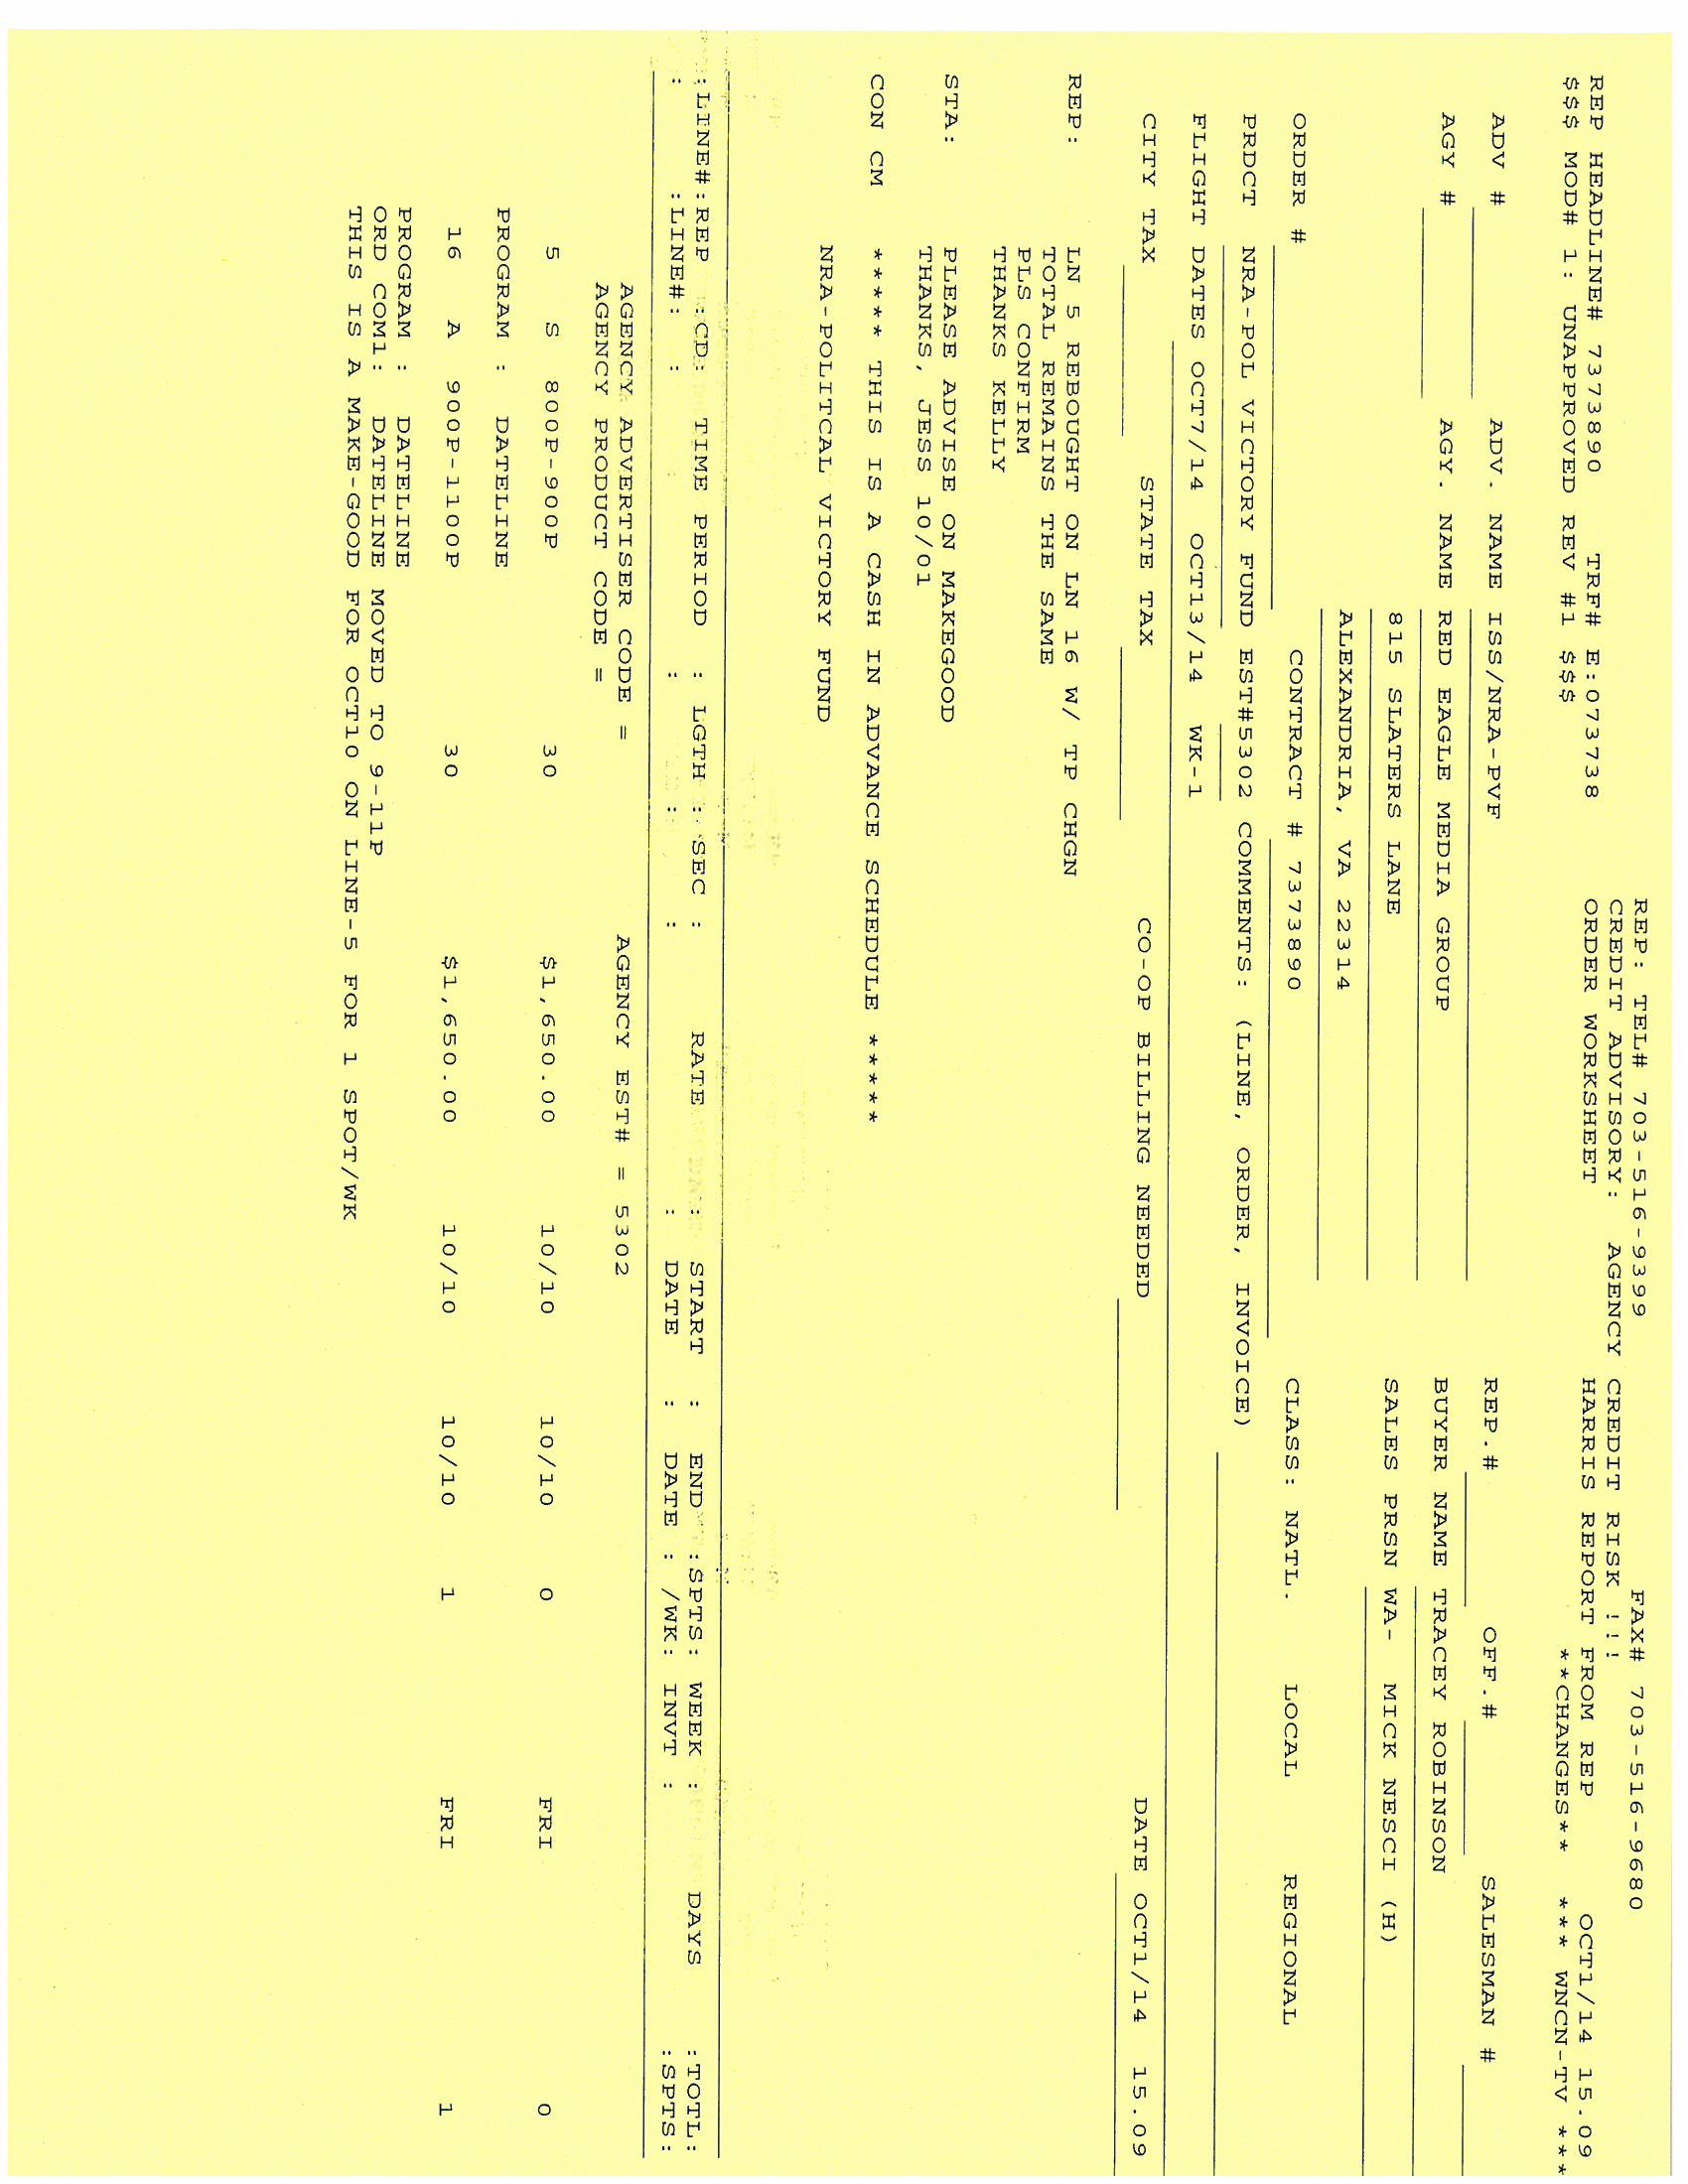 REP: TEL# 703-516-9399 FAX# 703-516-9680
CREDIT ADVISORY: AGENCY CREDIT RISK !!!
REP HEADLINE# 7373890 TRF# E:073738 ORDER WORKSHEET HARRIS REPORT FROM REP OCT1/14 15.09
$$$ MOD# 1: UNAPPROVED REV #1 $$$ **CHANGES** *** WNCN-TV ***
ADV # ADV. NAME ISS/NRA-PVF REP.# OFF.# SALESMAN #
AGY # AGY. NAME RED EAGLE MEDIA GROUP BUYER NAME TRACEY ROBINSON
815 SLATERS LANE SALES PRSN WA- MICK NESCI (H)
ALEXANDRIA, VA 22314
ORDER # CONTRACT # 7373890 CLASS: NATL. LOCAL REGIONAL
PRDCT NRA-POL VICTORY FUND EST#5302 COMMENTS: (LINE, ORDER, INVOICE)
FLIGHT DATES OCT7/14 OCT13/14 WK-1
CITY TAX STATE TAX CO-OP BILLING NEEDED DATE OCT1/14 15.09
REP: LN 5 REBOUGHT ON LN 16 W/ TP CHGN
TOTAL REMAINS THE SAME
PLS CONFIRM
THANKS KELLY
STA: PLEASE ADVISE ON MAKEGOOD
THANKS, JESS 10/01
CON CM ***** THIS IS A CASH IN ADVANCE SCHEDULE *****
NRA-POLITCAL VICTORY FUND
:LINE#:REP :CD: TIME PERIOD : LGTH : SEC : RATE : START : END :SPTS: WEEK : DAYS :TOTL:
: :LINE#: : : : : : DATE : DATE : /WK: INVT : :SPTS:
AGENCY ADVERTISER CODE = AGENCY EST# = 5302
AGENCY PRODUCT CODE =
5 S 800P-900P 30 $1,650.00 10/10 10/10 0 FRI 0
PROGRAM : DATELINE
16 A 900P-1100P 30 $1,650.00 10/10 10/10 1 FRI 1
PROGRAM : DATELINE
ORD COM1: DATELINE MOVED TO 9-11P
THIS IS A MAKE-GOOD FOR OCT10 ON LINE-5 FOR 1 SPOT/WK